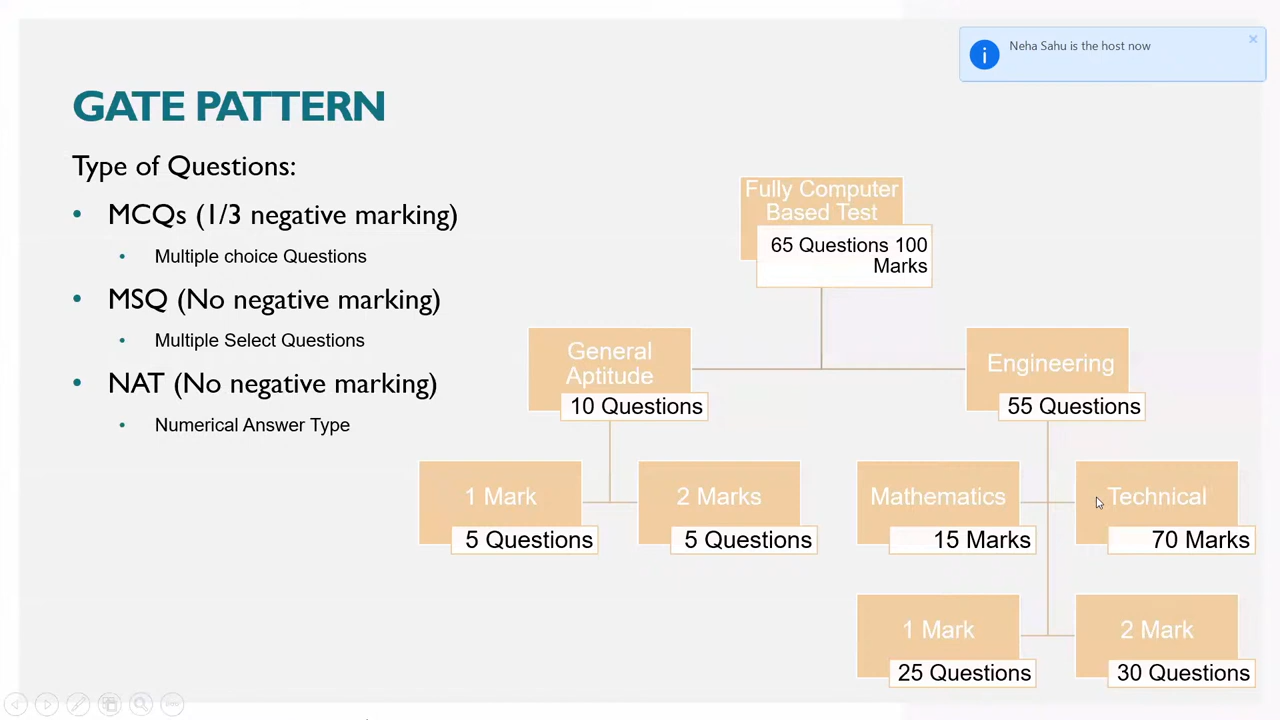 Neha Sahu is the host now
GATE PATTERN
Type of Questions:
• MCQs (1/3 negative marking)
• Multiple choice Questions
• MSQ (No negative marking)
• Multiple Select Questions
• NAT (No negative marking)
• Numerical Answer Type
Fully Computer
Based Test
65 Questions 100
Marks
General
Aptitude
10 Questions
Engineering
55 Questions
1 Mark
5 Questions
2 Marks
5 Questions
Mathematics
15 Marks
Technical
70 Marks
1 Mark
25 Questions
2 Mark
30 Questions